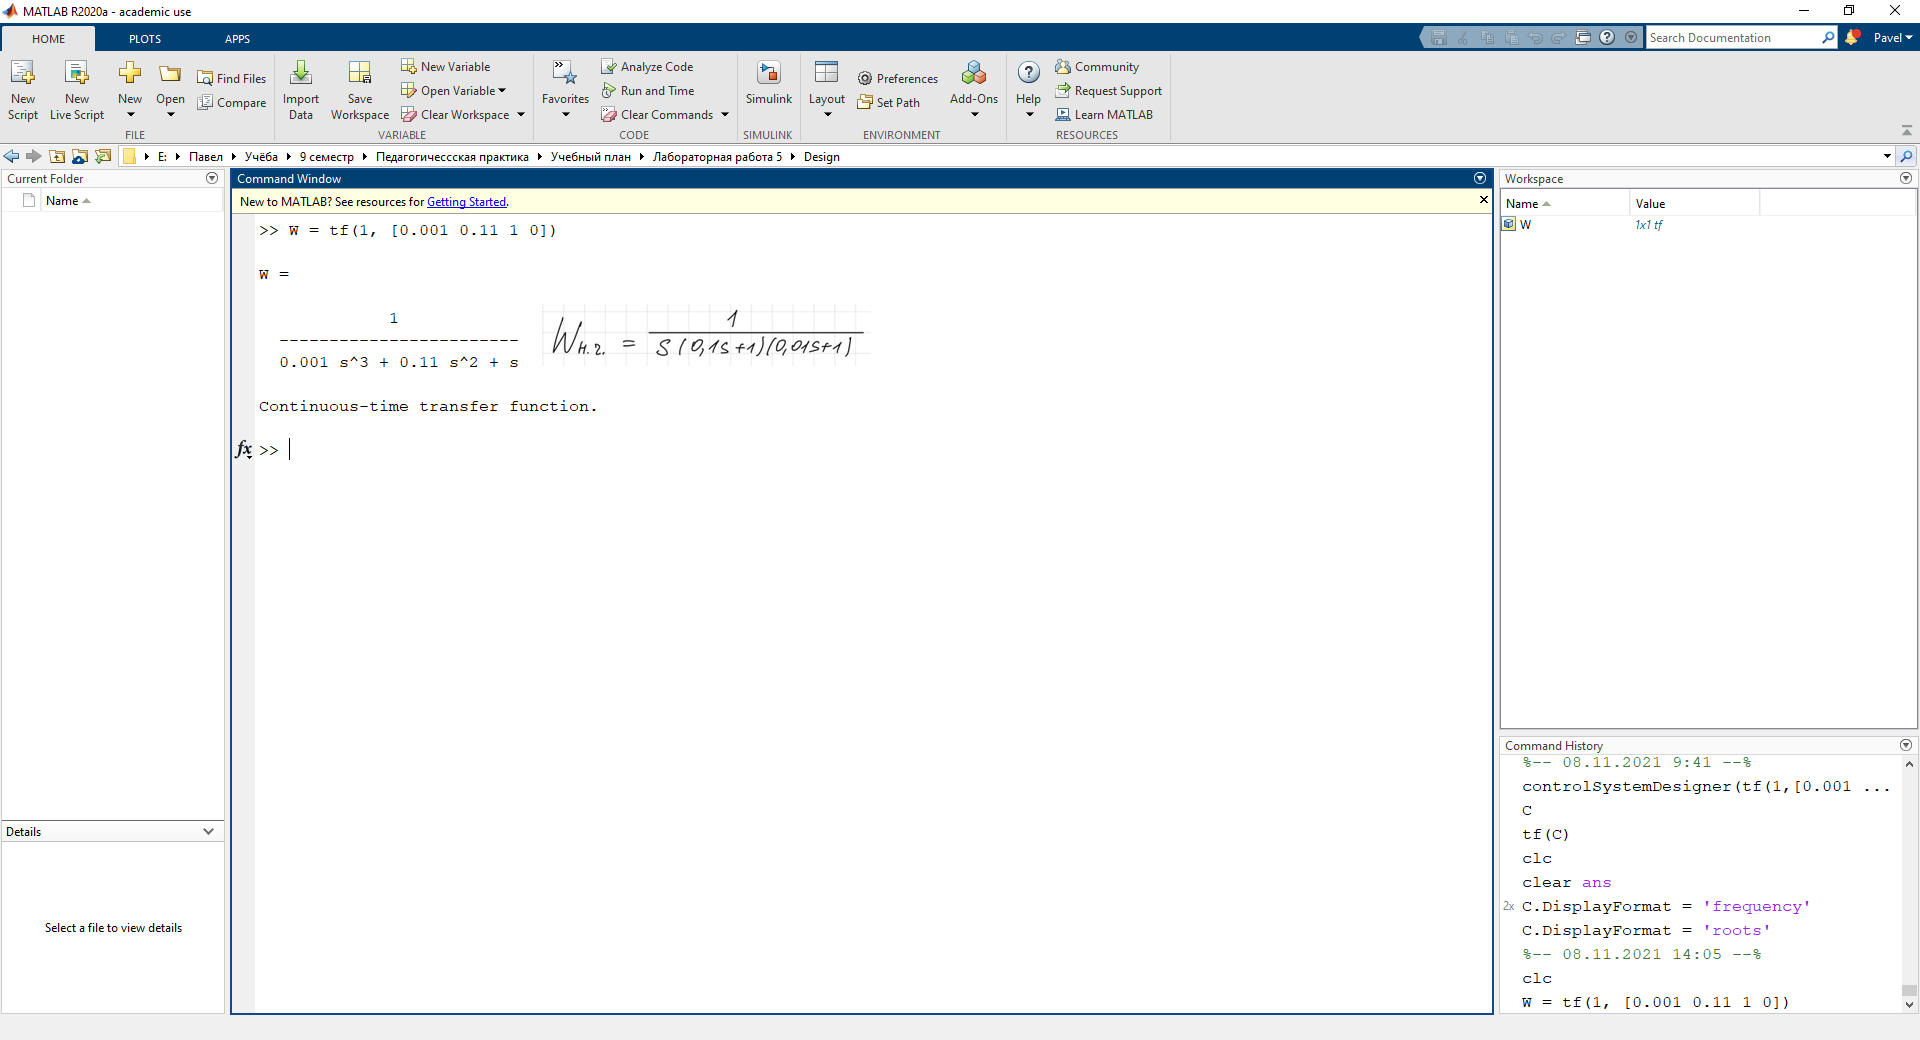 MATLAB R2020a - academic use
HOME PLOTS APPS
Search Documentation Pavel
New Script
New Live Script
New
Open
Find Files
Compare
FILE
Import Data
Save Workspace
New Variable
Open Variable
Clear Workspace
VARIABLE
Favorites
Analyze Code
Run and Time
Clear Commands
CODE
Simulink
SIMULINK
Layout
Preferences
Set Path
Add-Ons
ENVIRONMENT
Help
Community
Request Support
Learn MATLAB
RESOURCES
E: Павел Учёба 9 семестр Педагогичессская практика Учебный план Лабораторная работа 5 Design
Current Folder
Name
Details
Select a file to view details
Command Window
New to MATLAB? See resources for Getting Started.
>> W = tf(1, [0.001 0.11 1 0])
W =
1
------------------------
0.001 s^3 + 0.11 s^2 + s
Wн.г. = 1
S(0,1s+1)(0,01s+1)
Continuous-time transfer function.
fx >>
Workspace
Name Value
W 1x1 tf
Command History
%-- 08.11.2021 9:41 --%
controlSystemDesigner(tf(1,[0.001 ...
C
tf(C)
clc
clear ans
2x C.DisplayFormat = 'frequency'
C.DisplayFormat = 'roots'
%-- 08.11.2021 14:05 --%
clc
W = tf(1, [0.001 0.11 1 0])